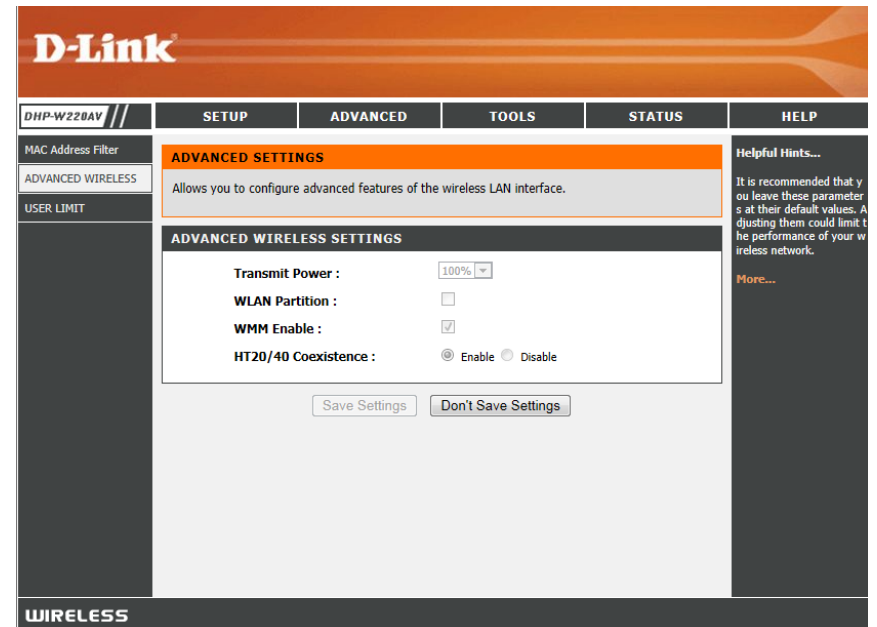 D-Link
DHP-W220AV
SETUP
ADVANCED
TOOLS
STATUS
HELP
MAC Address Filter
ADVANCED WIRELESS
USER LIMIT
ADVANCED SETTINGS
Allows you to configure advanced features of the wireless LAN interface.
ADVANCED WIRELESS SETTINGS
Transmit Power :
100%
WLAN Partition :
WMM Enable :
HT20/40 Coexistence :
Enable
Disable
Save Settings
Don't Save Settings
Helpful Hints...
It is recommended that y
ou leave these parameter
s at their default values. A
djusting them could limit t
he performance of your w
ireless network.
More...
WIRELESS